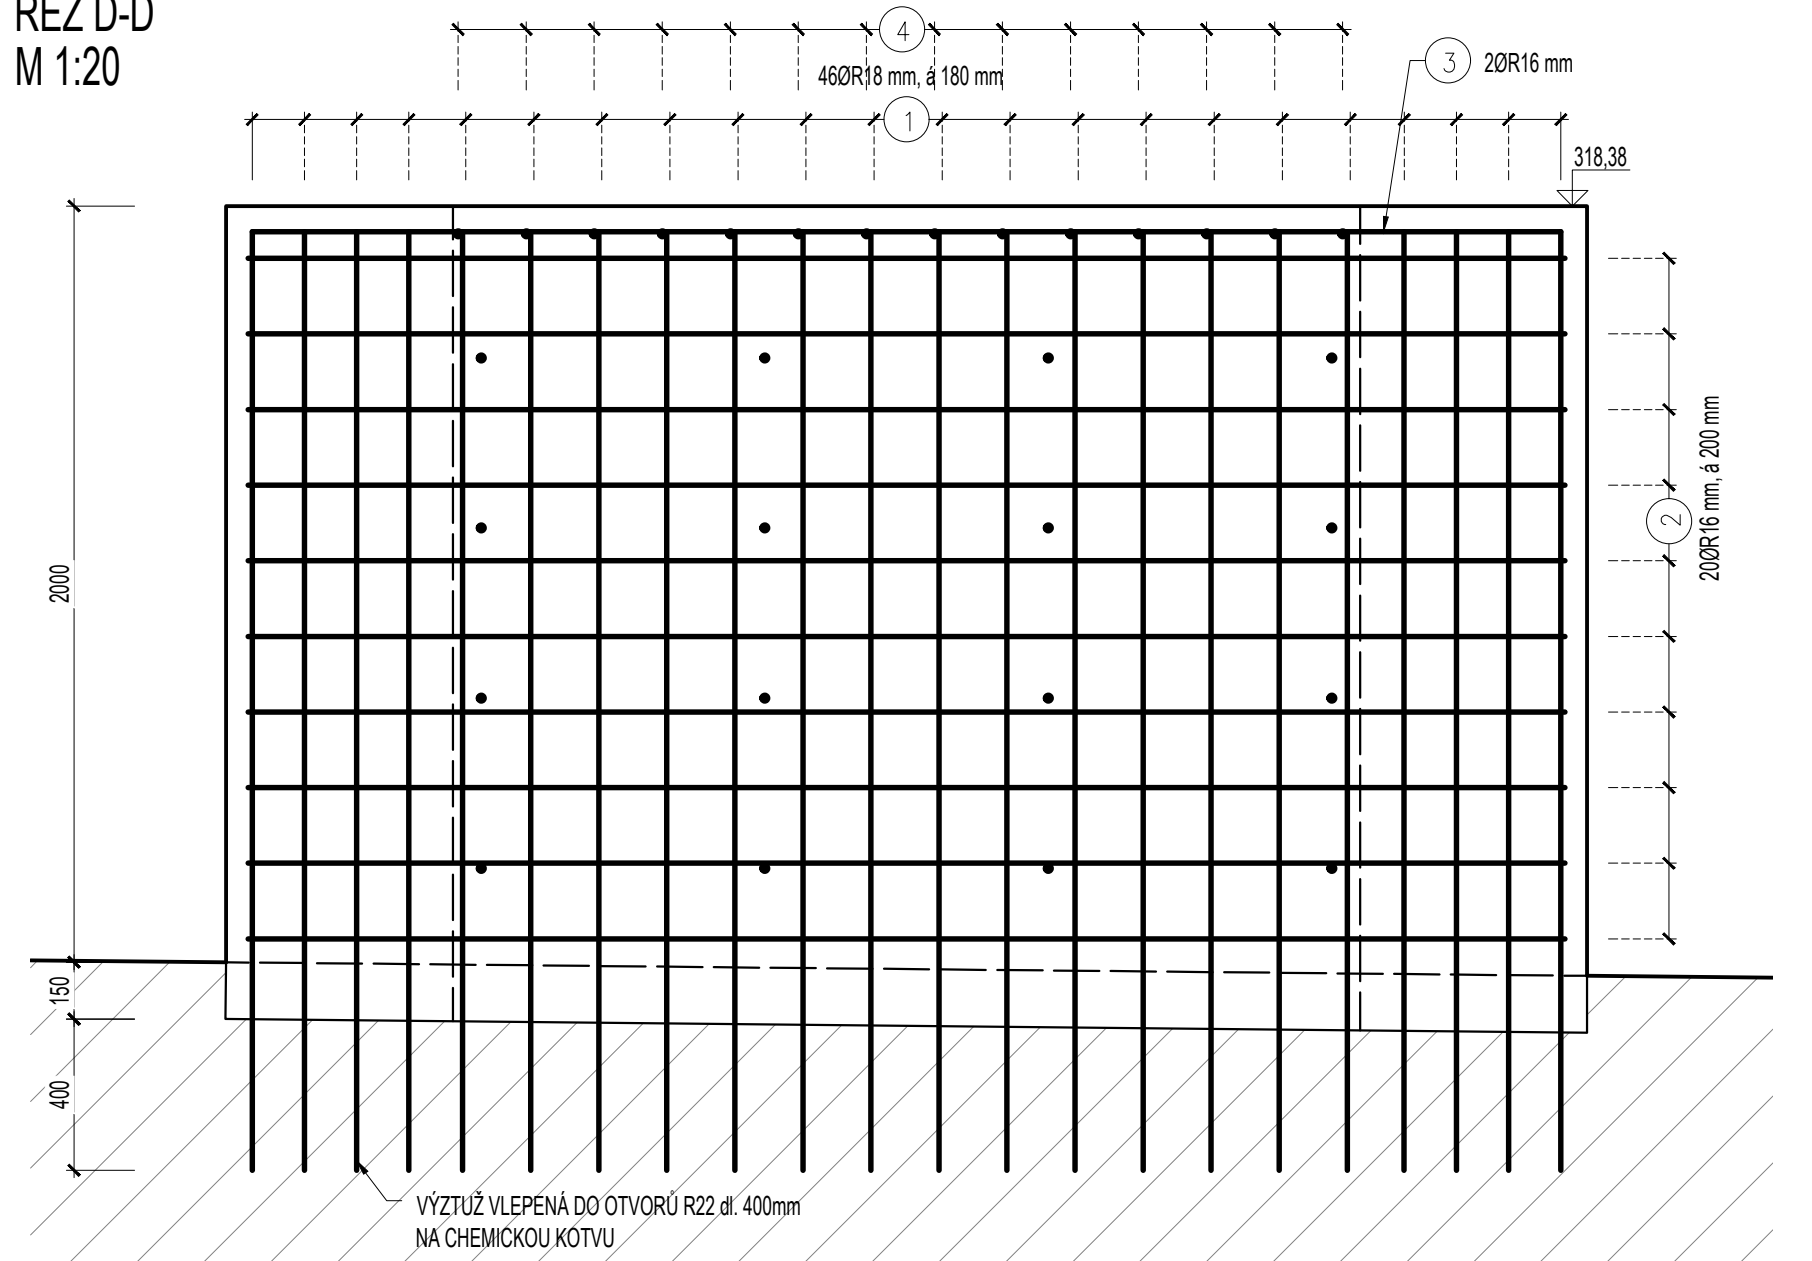 ŘEZ D-D
M 1:20
4
46ØR18 mm, á 180 mm
3
2ØR16 mm
1
318,38
2000
2
20ØR16 mm, á 200 mm
150
400
VÝZTUŽ VLEPENÁ DO OTVORŮ R22 dl. 400mm
NA CHEMICKOU KOTVU